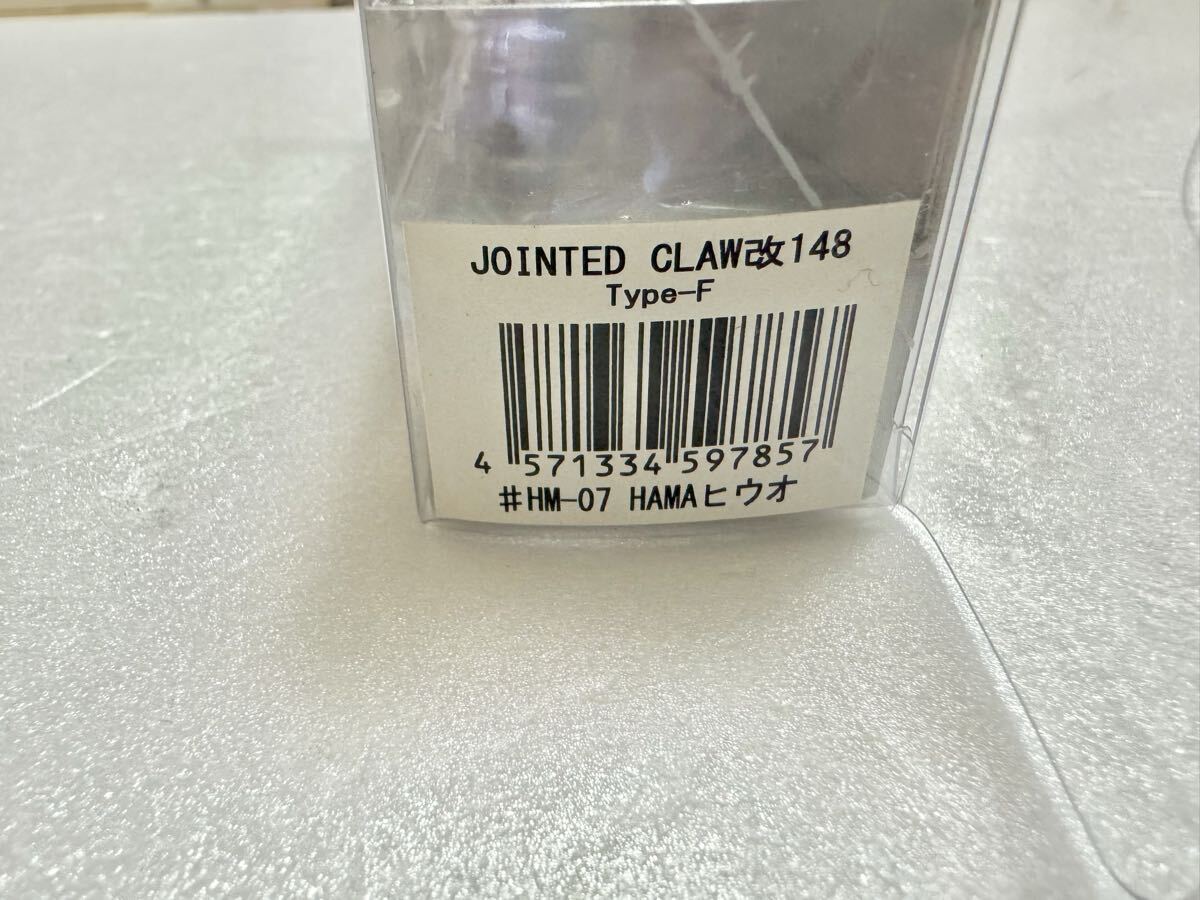 JOINTED CLAW改148
Type-F
4 571334 597857
#HM-07 HAMAヒウオ